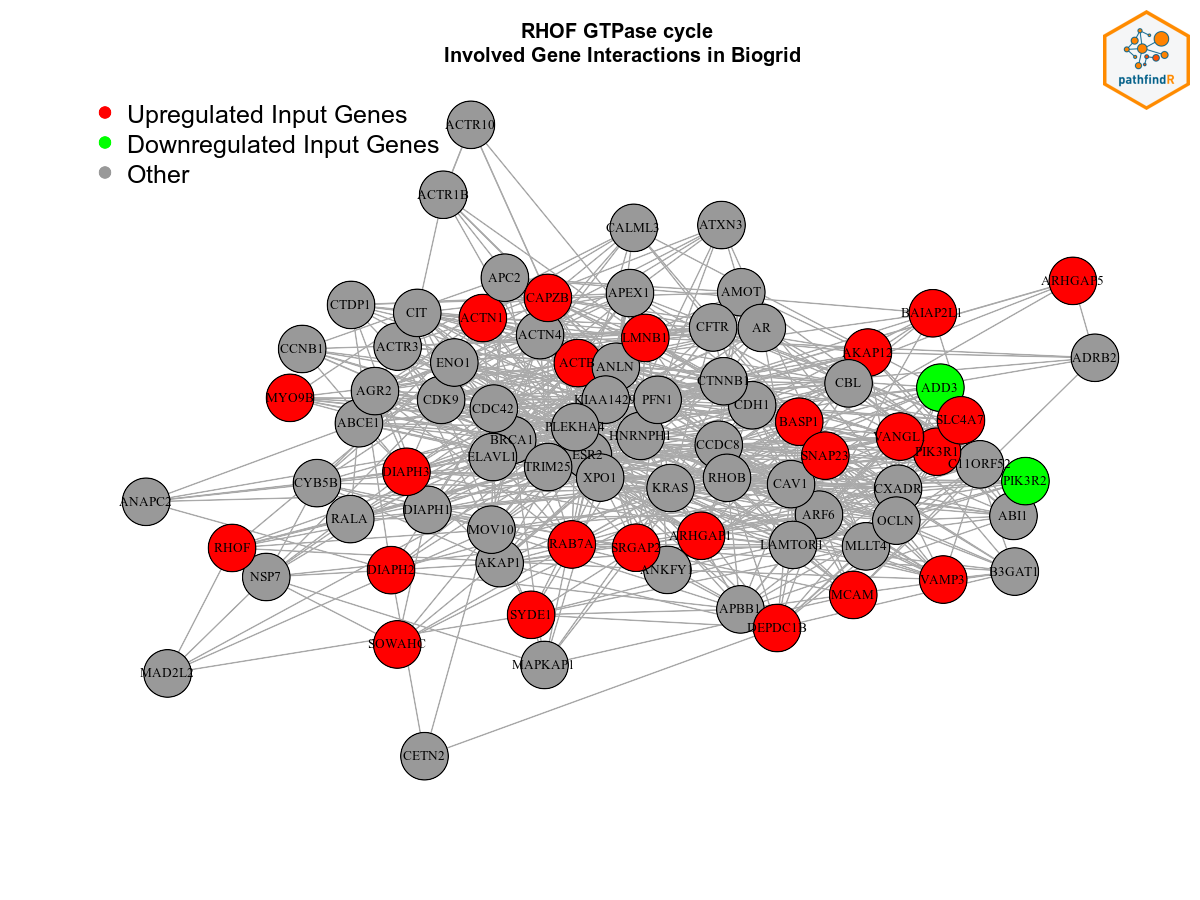 RHOF GTPase cycle
Involved Gene Interactions in Biogrid
pathfindR
Upregulated Input Genes
Downregulated Input Genes
Other
ACTR10
ACTR1B
CALML3
ATXN3
APC2
CAPZB
APEX1
AMOT
ARHGAP5
CTDP1
CIT
ACTN1
ACTN4
LMNB1
CFTR
AR
BAIAP2L1
CCNB1
ACTR3
ENO1
ACTB
ANLN
AKAP12
ADRB2
MYO9B
AGR2
CDK9
CDC42
KIAA1429
PFN1
CTNNB1
CDH1
CBL
ADD3
ABCE1
BRCA1
PLEKHA4
HNRNPH1
CCDC8
BASP1
VANGL
SLC4A7
ELAVL1
TRIM25
ESR2
XPO1
KRAS
RHOB
SNAP23
PIK3R1
C11ORF52
DIAPH3
CYB5B
CAV1
CXADR
PIK3R2
ANAPC2
RALA
DIAPH1
MOV10
ARF6
OCLN
ABI1
RHOF
RAB7A
SRGAP2
ARHGAP1
LAMTOR1
MLLT4
NSP7
DIAPH2
AKAP1
ANKFY1
B3GAT1
VAMP3
MCAM
SYDE1
APBB1
DEPDC1B
SOWAHC
MAPKAP1
MAD2L2
CETN2